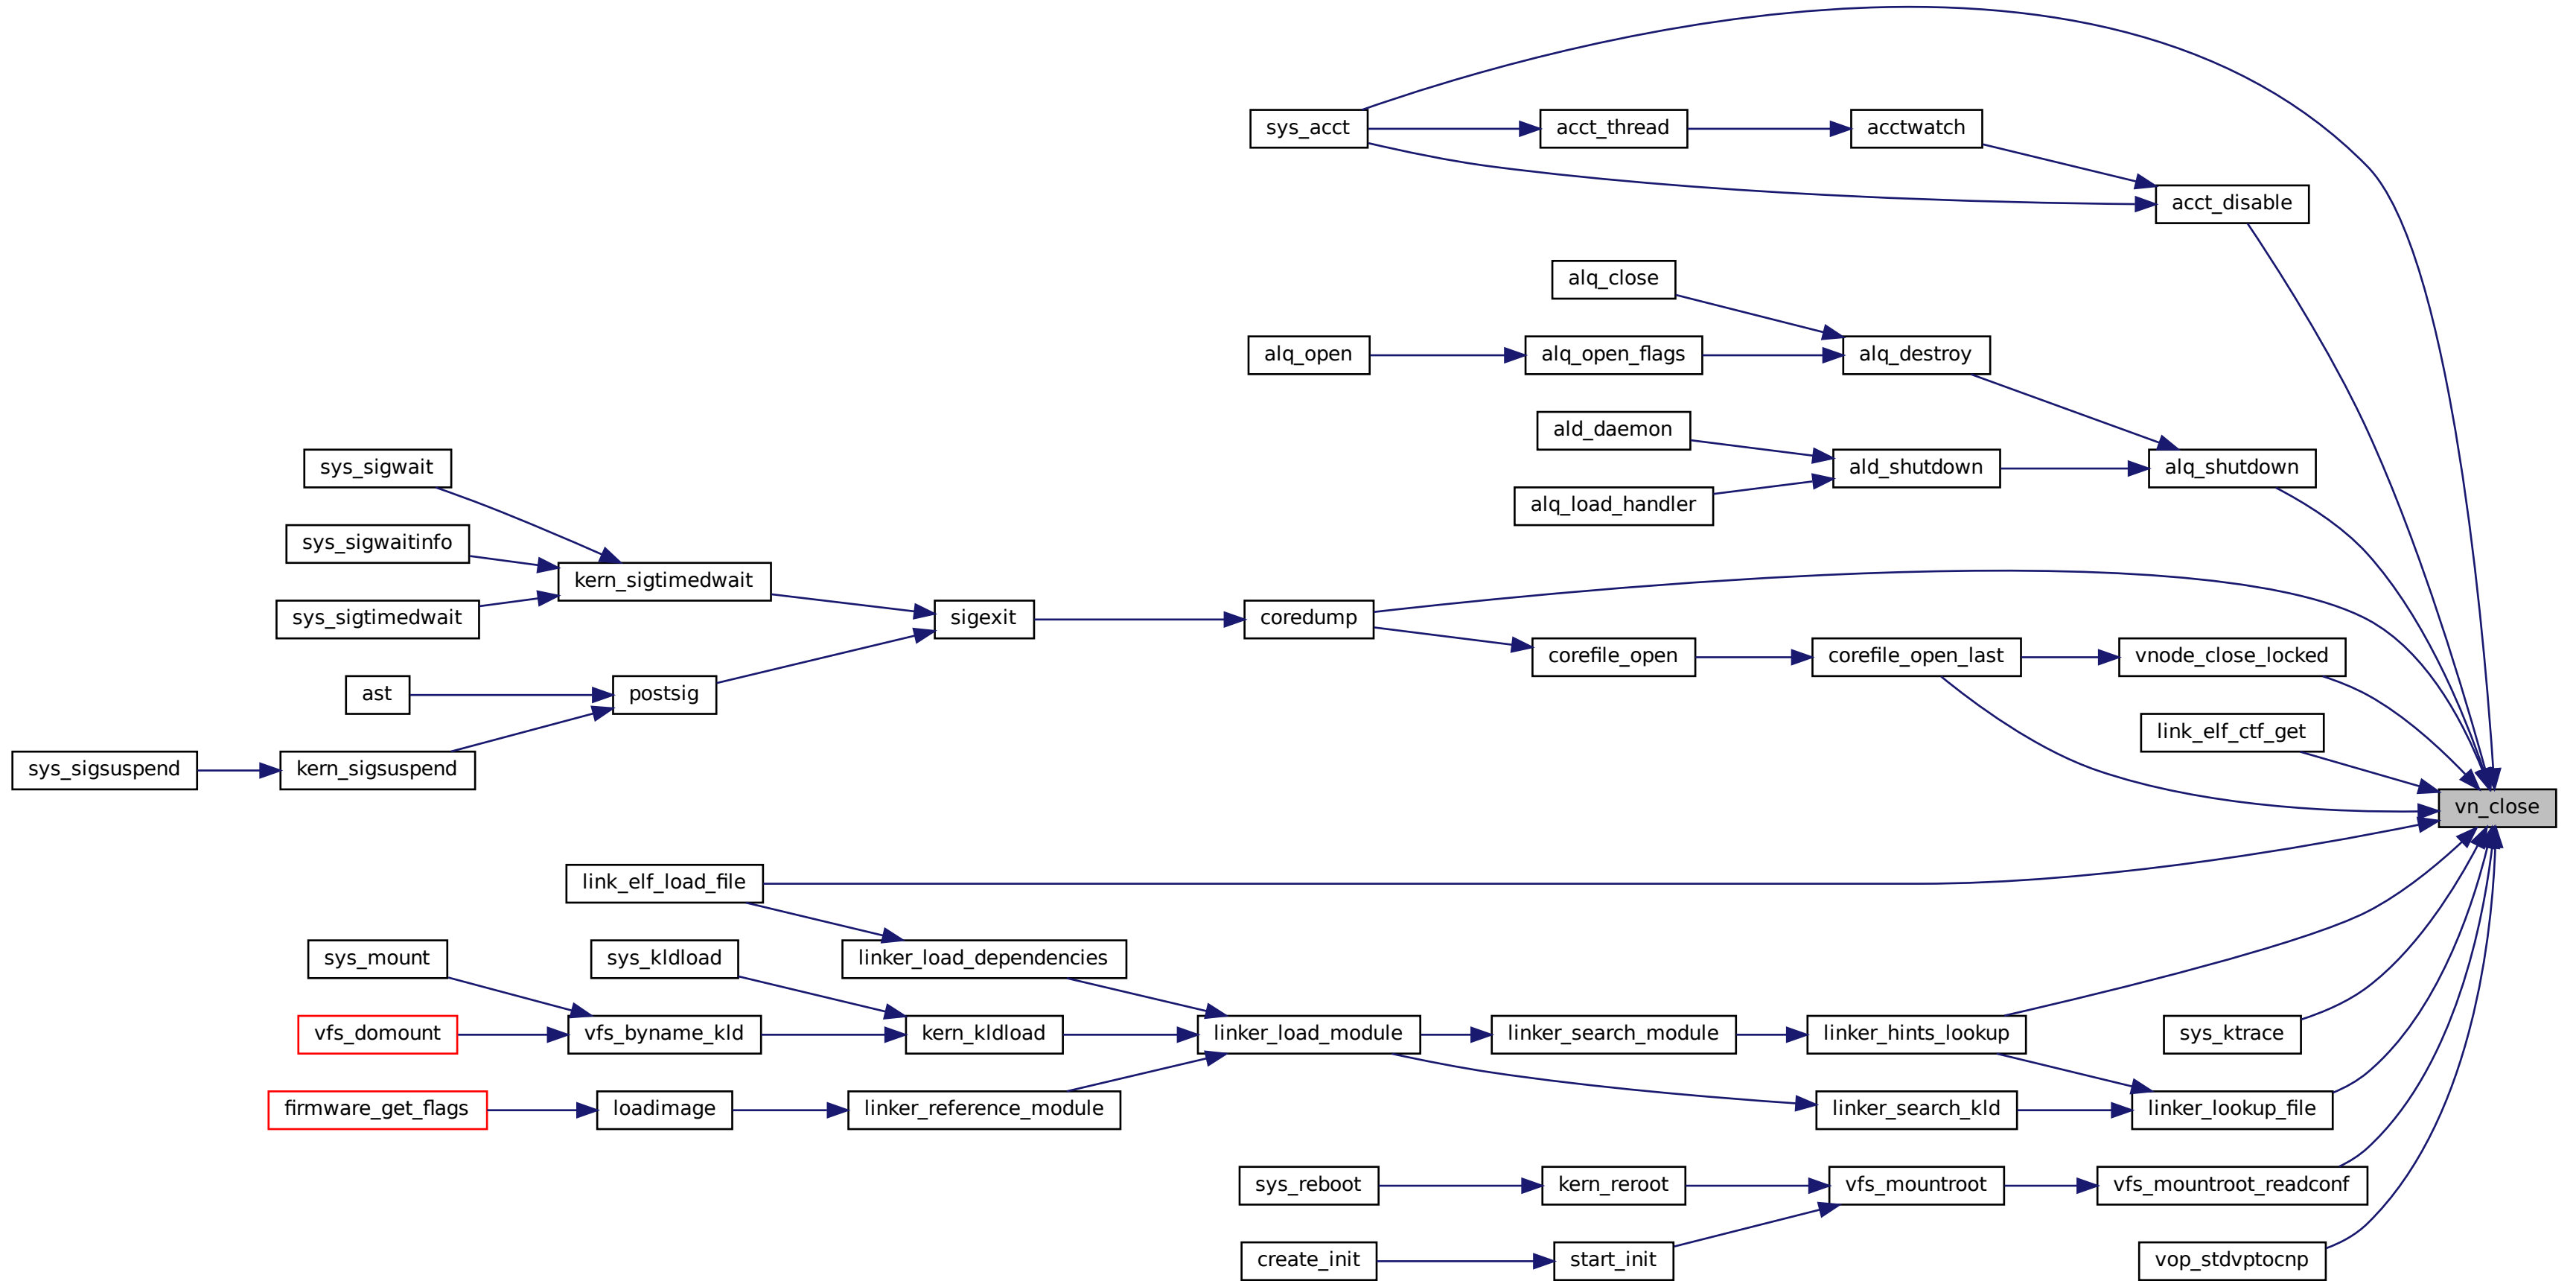 sys_acct
acct_thread
acctwatch
acct_disable
alq_close
alq_open
alq_open_flags
alq_destroy
ald_daemon
sys_sigwait
ald_shutdown
alq_shutdown
alq_load_handler
sys_sigwaitinfo
kern_sigtimedwait
sys_sigtimedwait
sigexit
coredump
corefile_open
corefile_open_last
vnode_close_locked
ast
postsig
link_elf_ctf_get
sys_sigsuspend
kern_sigsuspend
vn_close
link_elf_load_file
sys_mount
sys_kldload
linker_load_dependencies
vfs_domount
vfs_byname_kld
kern_kldload
linker_load_module
linker_search_module
linker_hints_lookup
sys_ktrace
firmware_get_flags
loadimage
linker_reference_module
linker_search_kld
linker_lookup_file
sys_reboot
kern_reroot
vfs_mountroot
vfs_mountroot_readconf
create_init
start_init
vop_stdvptocnp